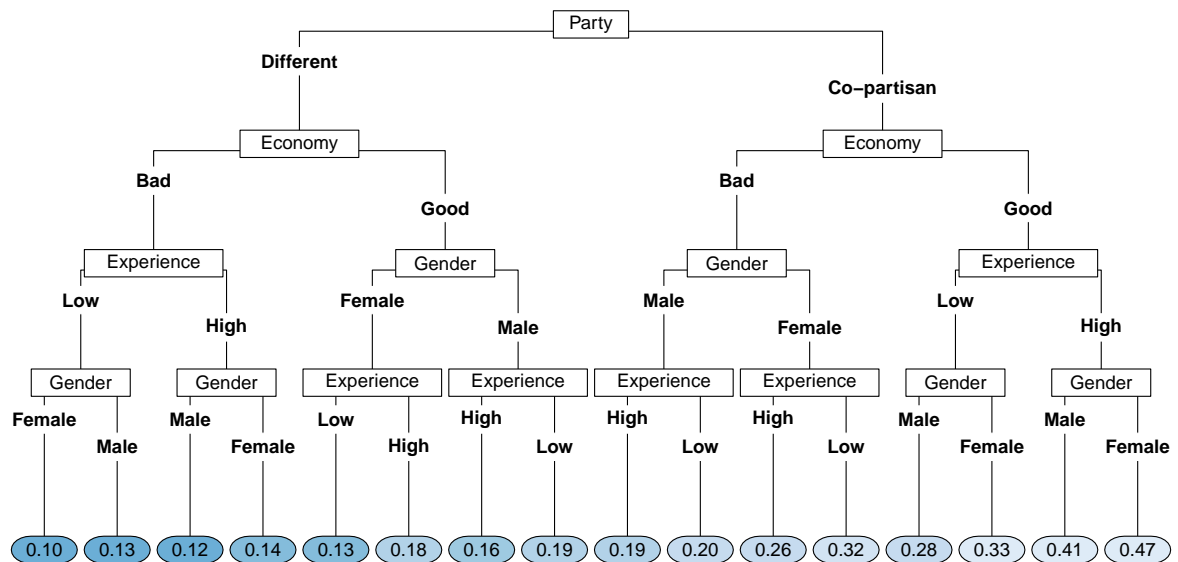 Party
Different
Co−partisan
Economy Economy
Bad Bad
Good Good
Experience Gender Gender Experience
Low Female Male Low
High Male Female High
Gender Gender Experience Experience Experience Experience Gender Gender
Female Male Low High High High Male Male
Male Female High Low Low Low Female Female
0.10 0.13 0.12 0.14 0.13 0.18 0.16 0.19 0.19 0.20 0.26 0.32 0.28 0.33 0.41 0.47